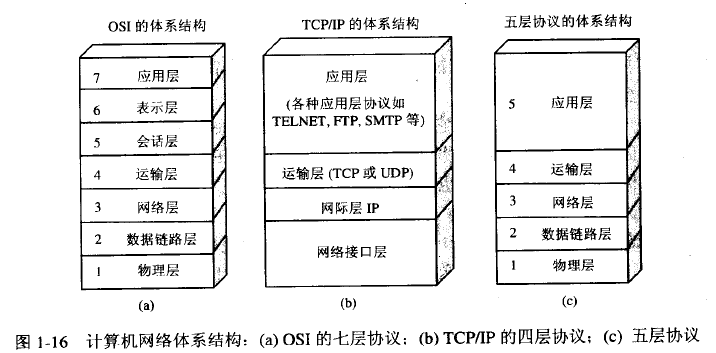 OSI 的体系结构
7 应用层
6 表示层
5 会话层
4 运输层
3 网络层
2 数据链路层
1 物理层
(a)
TCP/IP 的体系结构
应用层
(各种应用层协议如
TELNET, FTP, SMTP 等)
运输层 (TCP 或 UDP)
网际层 IP
网络接口层
(b)
五层协议的体系结构
5 应用层
4 运输层
3 网络层
2 数据链路层
1 物理层
(c)
图 1-16 计算机网络体系结构：(a) OSI 的七层协议；(b) TCP/IP 的四层协议；(c) 五层协议